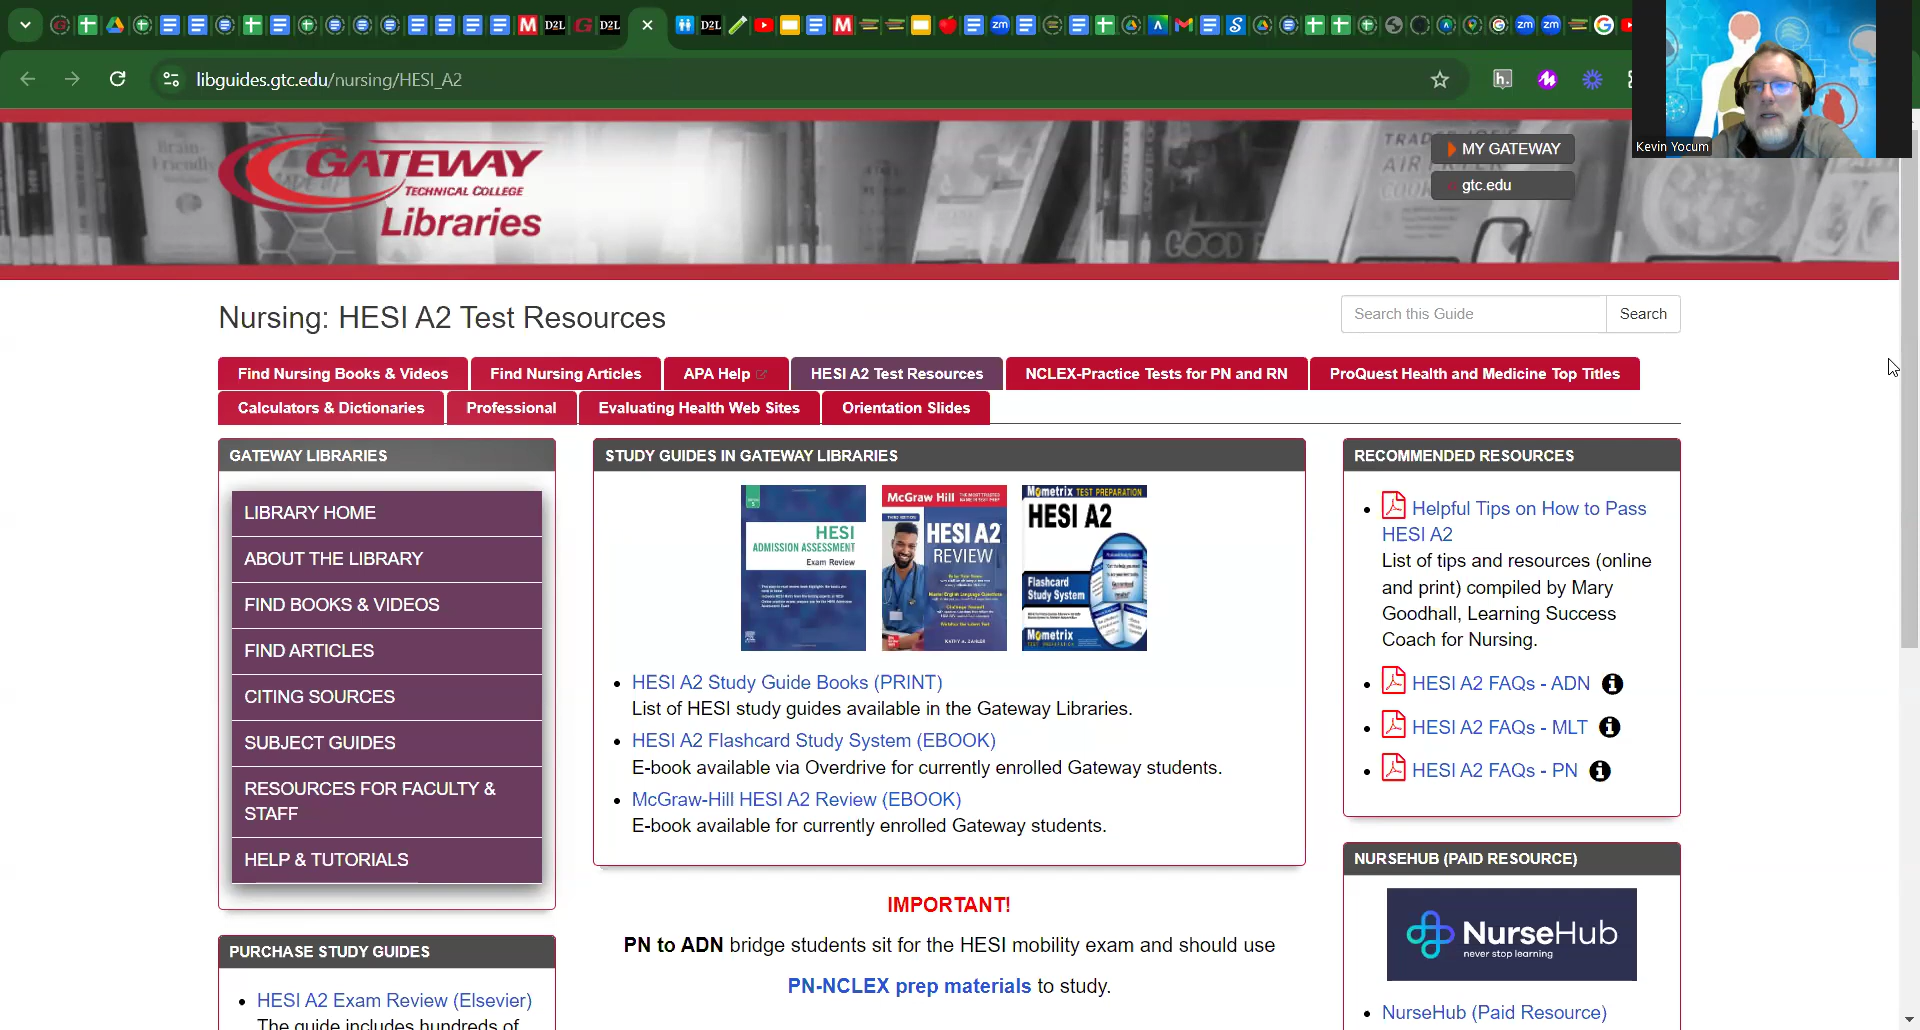 libguides.gtc.edu/nursing/HESI_A2
Kevin Yocum
GATEWAY
TECHNICAL COLLEGE
Libraries
MY GATEWAY
gtc.edu
Nursing: HESI A2 Test Resources
Search this Guide
Search
Find Nursing Books & Videos
Find Nursing Articles
APA Help
HESI A2 Test Resources
NCLEX-Practice Tests for PN and RN
ProQuest Health and Medicine Top Titles
Calculators & Dictionaries
Professional
Evaluating Health Web Sites
Orientation Slides
GATEWAY LIBRARIES
LIBRARY HOME
ABOUT THE LIBRARY
FIND BOOKS & VIDEOS
FIND ARTICLES
CITING SOURCES
SUBJECT GUIDES
RESOURCES FOR FACULTY &
STAFF
HELP & TUTORIALS
PURCHASE STUDY GUIDES
HESI A2 Exam Review (Elsevier)
The guide includes hundreds of
STUDY GUIDES IN GATEWAY LIBRARIES
HESI
ADMISSION ASSESSMENT
Exam Review
McGraw Hill
HESI A2
REVIEW
KATHY A. ZAHLER
Mometrix TEST PREPARATION
HESI A2
Flashcard
Study System
Mometrix
HESI A2 Study Guide Books (PRINT)
List of HESI study guides available in the Gateway Libraries.
HESI A2 Flashcard Study System (EBOOK)
E-book available via Overdrive for currently enrolled Gateway students.
McGraw-Hill HESI A2 Review (EBOOK)
E-book available for currently enrolled Gateway students.
IMPORTANT!
PN to ADN bridge students sit for the HESI mobility exam and should use
PN-NCLEX prep materials to study.
RECOMMENDED RESOURCES
Helpful Tips on How to Pass
HESI A2
List of tips and resources (online
and print) compiled by Mary
Goodhall, Learning Success
Coach for Nursing.
HESI A2 FAQs - ADN
HESI A2 FAQs - MLT
HESI A2 FAQs - PN
NURSEHUB (PAID RESOURCE)
NurseHub
never stop learning
NurseHub (Paid Resource)